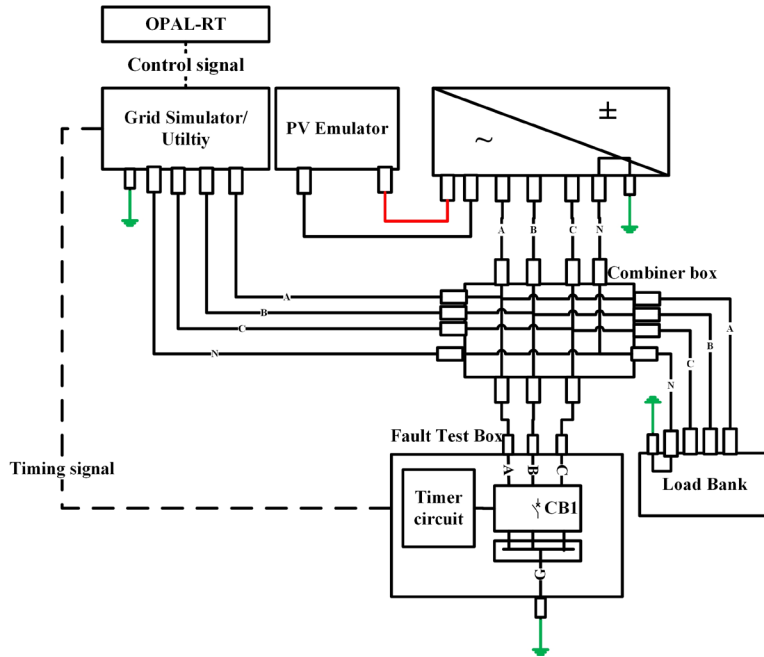 OPAL-RT
Control signal
Grid Simulator/
Utiltiy
PV Emulator
~
±
A
B
C
N
Combiner box
A
B
C
N
A
B
C
N
Fault Test Box
A
B
C
Timing signal
Timer
circuit
CB1
Load Bank
G